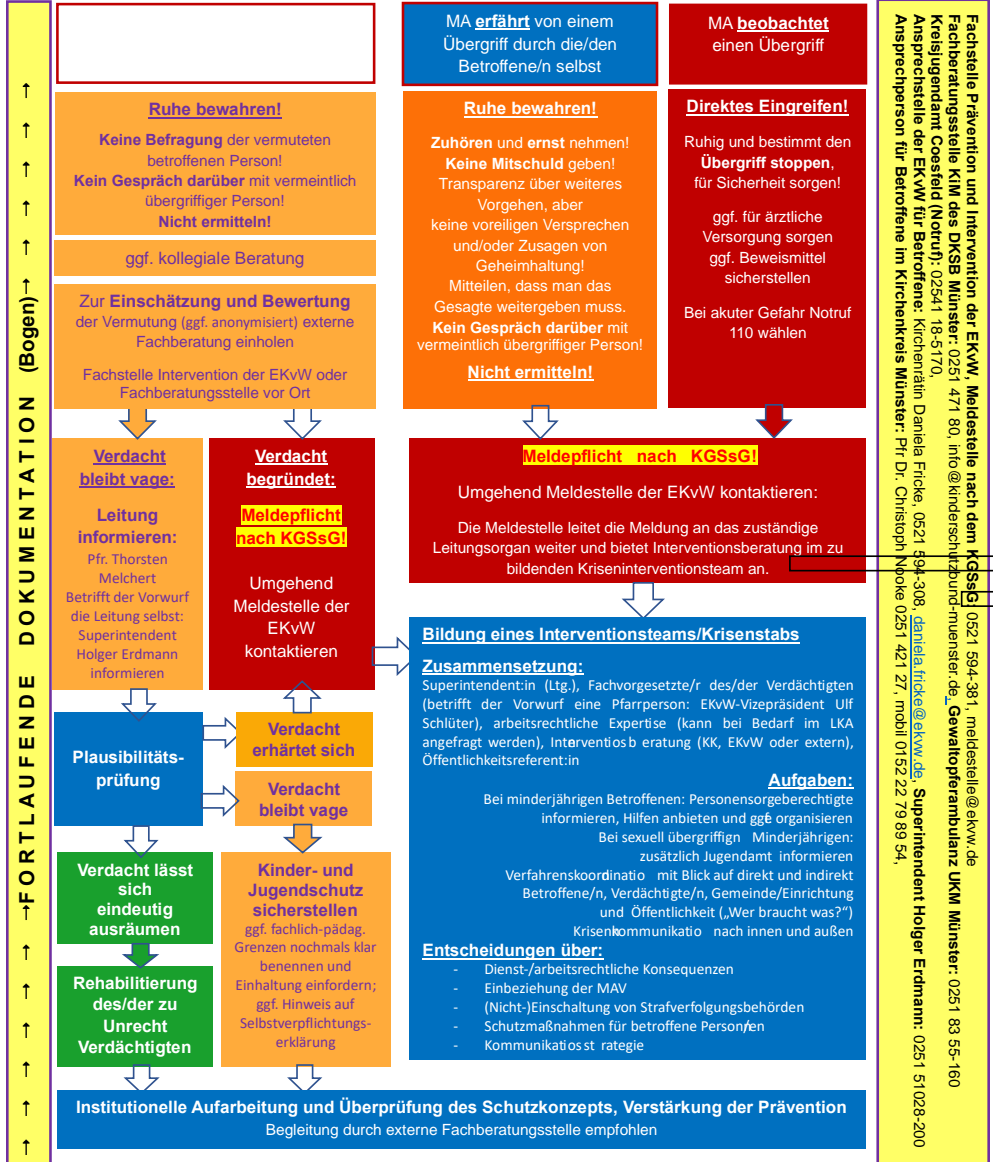 ↑ ↑ ↑ ↑ ↑ ↑ FORTLAUFENDE DOKUMENTATION (Bogen) → ↑ ↑ ↑ ↑ ↑ ↑
MA erfährt von einem
Übergriff durch die/den
Betroffene/n selbst
MA beobachtet
einen Übergriff
Ruhe bewahren!
Keine Befragung der vermuteten
betroffenen Person!
Kein Gespräch darüber mit vermeintlich
übergriffiger Person!
Nicht ermitteln!
ggf. kollegiale Beratung
Zur Einschätzung und Bewertung
der Vermutung (ggf. anonymisiert) externe
Fachberatung einholen
Fachstelle Intervention der EKvW oder
Fachberatungsstelle vor Ort
Ruhe bewahren!
Zuhören und ernst nehmen!
Keine Mitschuld geben!
Transparenz über weiteres
Vorgehen, aber
keine voreiligen Versprechen
und/oder Zusagen von
Geheimhaltung!
Mitteilen, dass man das
Gesagte weitergeben muss.
Kein Gespräch darüber mit
vermeintlich übergriffiger Person!
Nicht ermitteln!
Direktes Eingreifen!
Ruhig und bestimmt den
Übergriff stoppen,
für Sicherheit sorgen!
ggf. für ärztliche
Versorgung sorgen
ggf. Beweismittel
sicherstellen
Bei akuter Gefahr Notruf
110 wählen
Verdacht
bleibt vage:
Leitung
informieren:
Pfr. Thorsten
Melchert
Betrifft der Vorwurf
die Leitung selbst:
Superintendent
Holger Erdmann
informieren
Verdacht
begründet:
Meldepflicht
nach KGSsG!
Umgehend
Meldestelle der
EKvW
kontaktieren
Meldepflicht nach KGSsG!
Umgehend Meldestelle der EKvW kontaktieren:
Die Meldestelle leitet die Meldung an das zuständige
Leitungsorgan weiter und bietet Interventionsberatung im zu
bildenden Kriseninterventionsteam an.
Plausibilitäts-
prüfung
Verdacht
erhärtet sich
Verdacht
bleibt vage
Verdacht lässt
sich
eindeutig
ausräumen
Rehabilitierung
des/der zu
Unrecht
Verdächtigten
Kinder- und
Jugendschutz
sicherstellen
ggf. fachlich-pädag.
Grenzen nochmals klar
benennen und
Einhaltung einfordern;
ggf. Hinweis auf
Selbstverpflichtungs-
erklärung
Bildung eines Interventionsteams/Krisenstabs
Zusammensetzung:
Superintendent:in (Ltg.), Fachvorgesetzte/r des/der Verdächtigten
(betrifft der Vorwurf eine Pfarrperson: EKvW-Vizepräsident Ulf
Schlüter), arbeitsrechtliche Expertise (kann bei Bedarf im LKA
angefragt werden), Interventiosb eratung (KK, EKvW oder extern),
Öffentlichkeitsreferent:in
Aufgaben:
Bei minderjährigen Betroffenen: Personensorgeberechtigte
informieren, Hilfen anbieten und ggf. organisieren
Bei sexuell übergriffign Minderjährigen:
zusätzlich Jugendamt informieren
Verfahrenskoordinatio mit Blick auf direkt und indirekt
Betroffene/n, Verdächtigte/n, Gemeinde/Einrichtung
und Öffentlichkeit („Wer braucht was?“)
Krisenkommunikatio nach innen und außen
Entscheidungen über:
- Dienst-/arbeitsrechtliche Konsequenzen
- Einbeziehung der MAV
- (Nicht-)Einschaltung von Strafverfolgungsbehörden
- Schutzmaßnahmen für betroffene Person/en
- Kommunikatiosst rategie
Institutionelle Aufarbeitung und Überprüfung des Schutzkonzepts, Verstärkung der Prävention
Begleitung durch externe Fachberatungsstelle empfohlen
Fachstelle Prävention und Intervention der EKvW, Meldestelle nach dem KGSsG: 0521 594-381, meldestelle@ekvw.de
Fachberatungsstelle KiM des DKSB Münster: 0251 471 80, info@kinderschutzbund-muenster.de, Gewaltopferambulanz UKM Münster: 0251 83 55-160
Kreisjugendamt Coesfeld (Notruf): 02541 18-5170,
Ansprechstelle der EKvW für Betroffene: Kirchenrätin Daniela Fricke, 0521 594-308, daniela.fricke@ekvw.de, Superintendent Holger Erdmann: 0251 51028-200
Ansprechperson für Betroffene im Kirchenkreis Münster: Pfr Dr. Christoph Nooke 0251 421 27, mobil 0152 22 79 89 54,